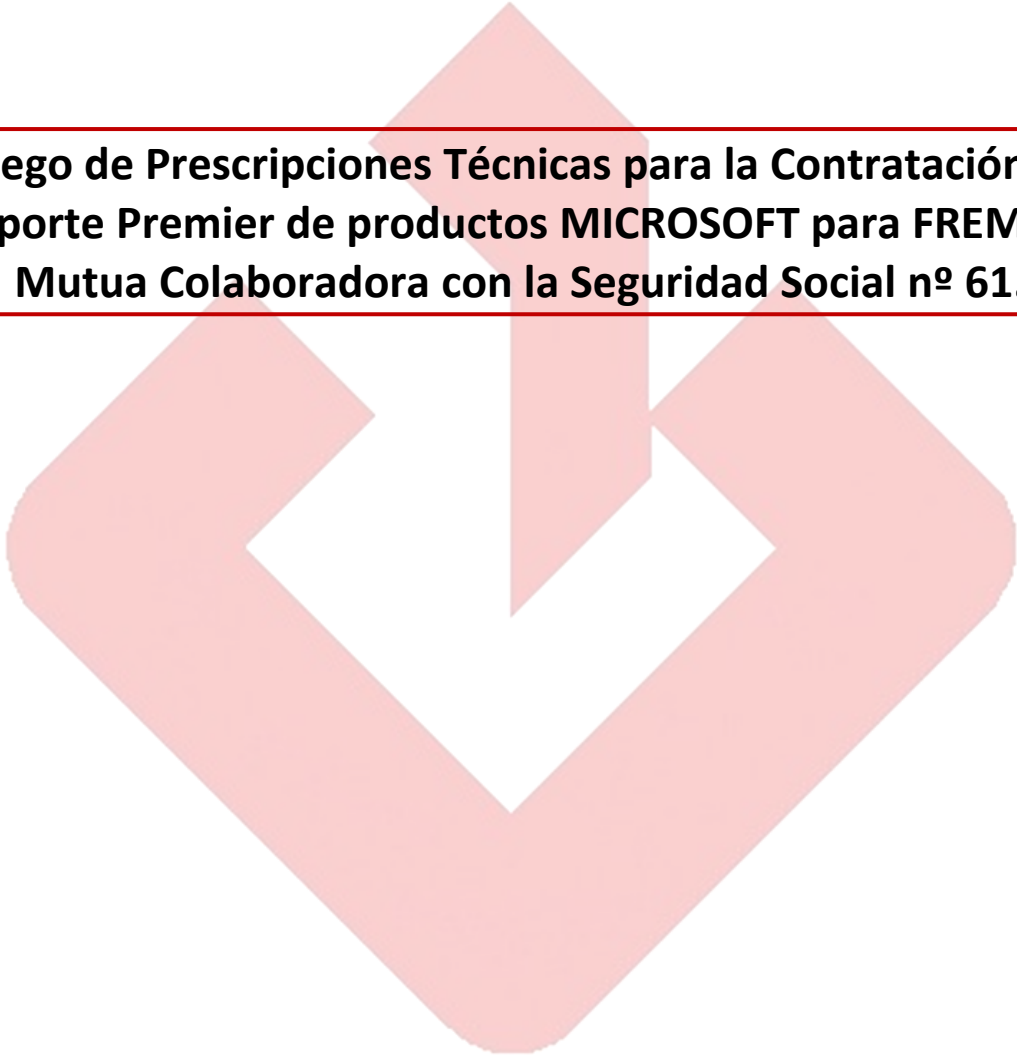 ego de Prescripciones Técnicas para la Contratación
porte Premier de productos MICROSOFT para FREM
Mutua Colaboradora con la Seguridad Social nº 61.